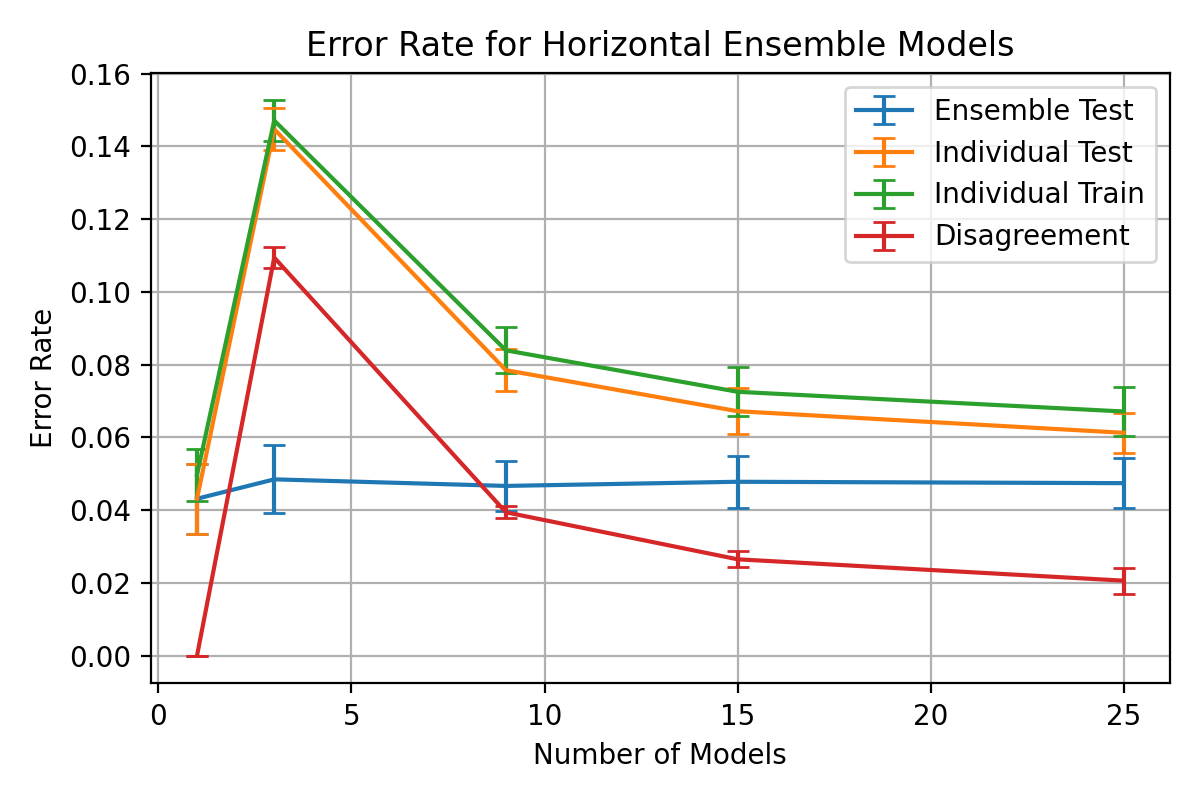 Error Rate for Horizontal Ensemble Models
0.16
0.14
0.12
0.10
0.08
0.06
0.04
0.02
0.00
Error Rate
Ensemble Test
Individual Test
Individual Train
Disagreement
0 5 10 15 20 25
Number of Models